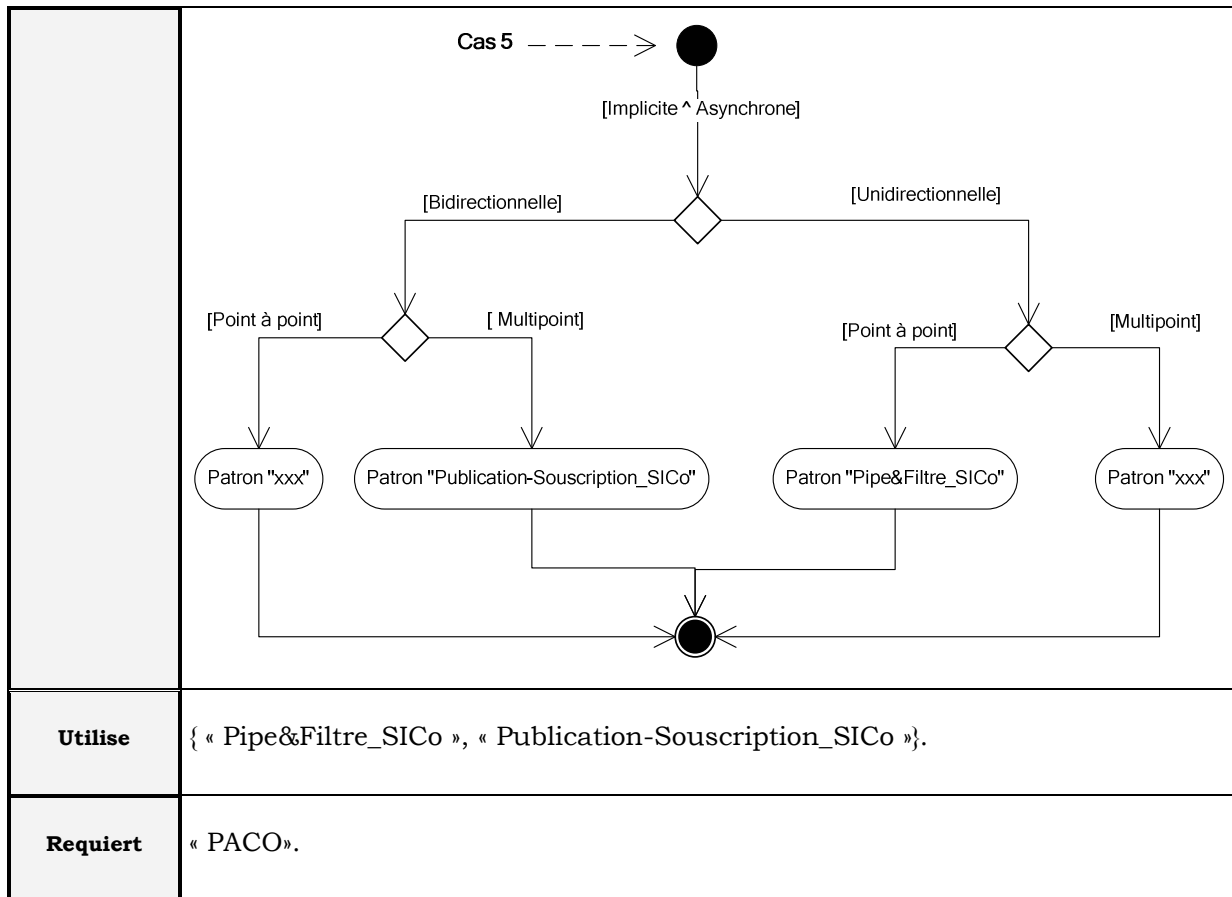 Cas 5
[Implicite ^ Asynchrone]
[Bidirectionnelle]
[Unidirectionnelle]
[Point à point]
[ Multipoint]
[Point à point]
[Multipoint]
Patron "xxx"
Patron "Publication-Souscription_SICo"
Patron "Pipe&Filtre_SICo"
Patron "xxx"
Utilise
{ « Pipe&Filtre_SICo », « Publication-Souscription_SICo »}.
Requiert
« PACO».